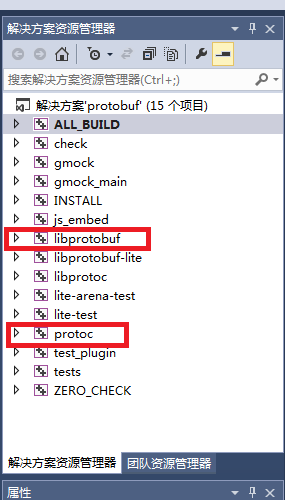 解决方案资源管理器
搜索解决方案资源管理器(Ctrl+;)
解决方案'protobuf' (15 个项目)
ALL_BUILD
check
gmock
gmock_main
INSTALL
js_embed
libprotobuf
libprotobuf-lite
libprotoc
lite-arena-test
lite-test
protoc
test_plugin
tests
ZERO_CHECK
解决方案资源管理器 团队资源管理器
属性